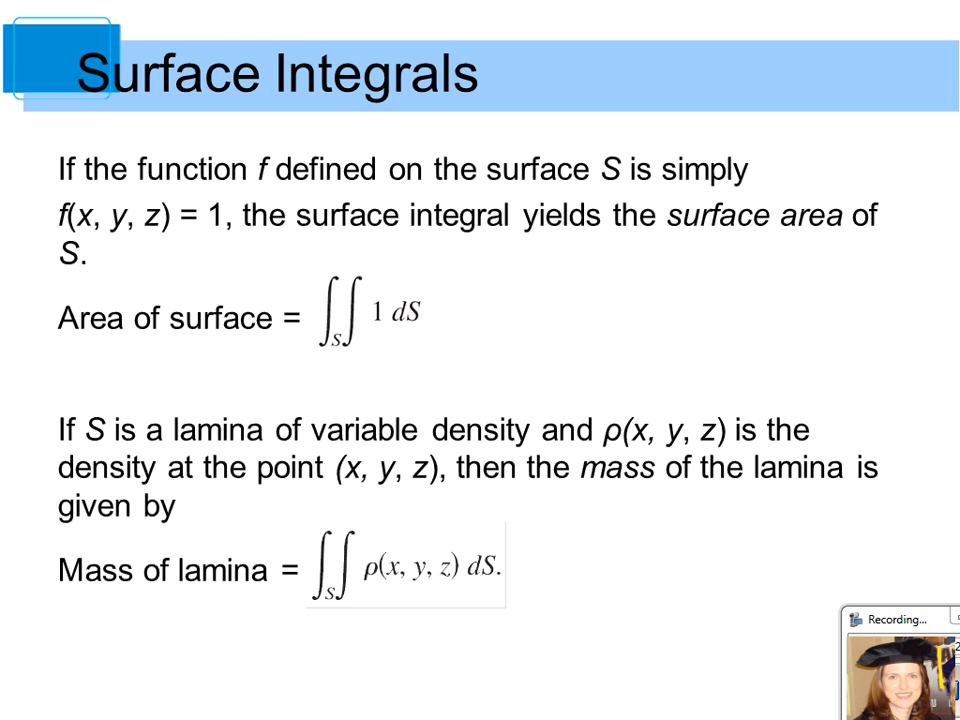 Surface Integrals
If the function f defined on the surface S is simply
f(x, y, z) = 1, the surface integral yields the surface area of
S.
Area of surface = ∬_S 1 dS
If S is a lamina of variable density and ρ(x, y, z) is the
density at the point (x, y, z), then the mass of the lamina is
given by
Mass of lamina = ∬_S ρ(x, y, z) dS.
Recording...